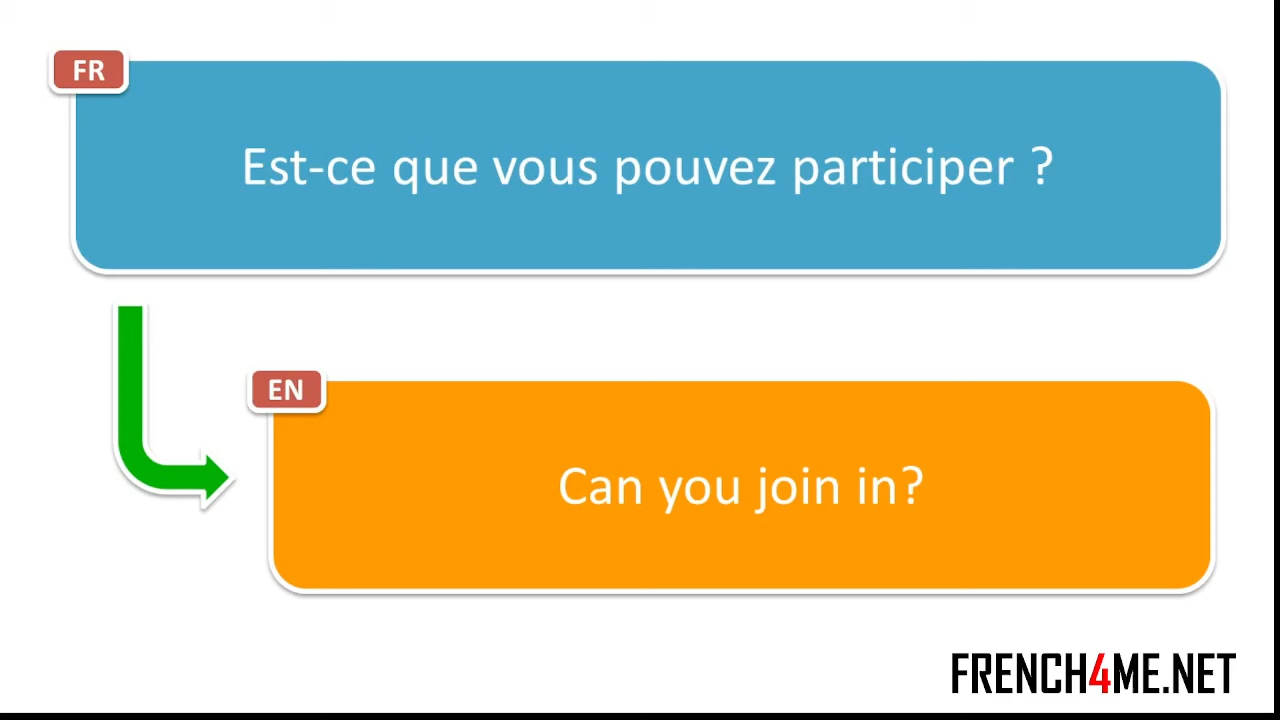 FR
Est-ce que vous pouvez participer ?
EN
Can you join in?
FRENCH4ME.NET